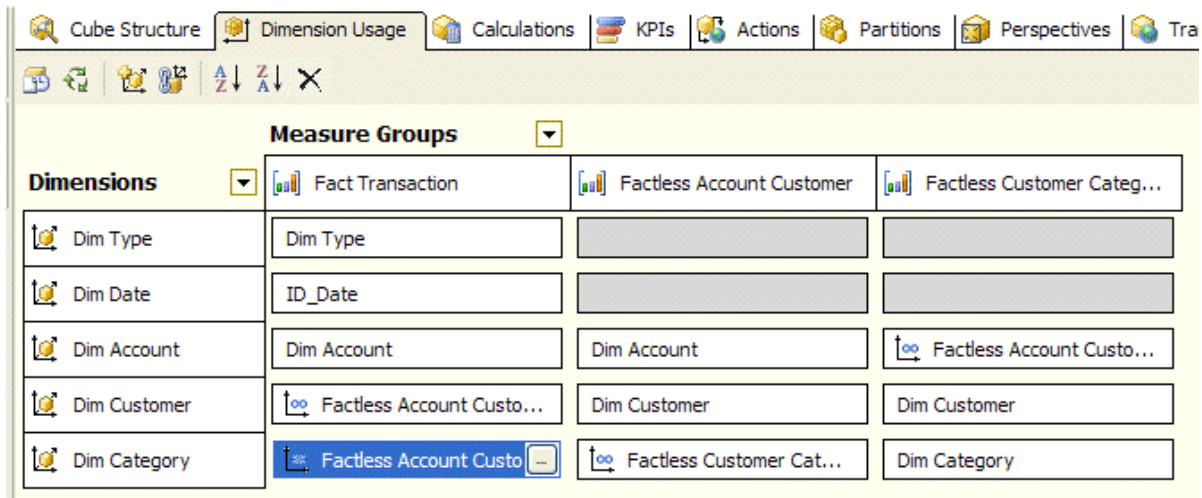 Cube Structure Dimension Usage Calculations KPIs Actions Partitions Perspectives Tra
Measure Groups
Dimensions Fact Transaction Factless Account Customer Factless Customer Categ...
Dim Type Dim Type
Dim Date ID_Date
Dim Account Dim Account Dim Account Factless Account Custo...
Dim Customer Factless Account Custo... Dim Customer Dim Customer
Dim Category Factless Account Custo ... Factless Customer Cat... Dim Category